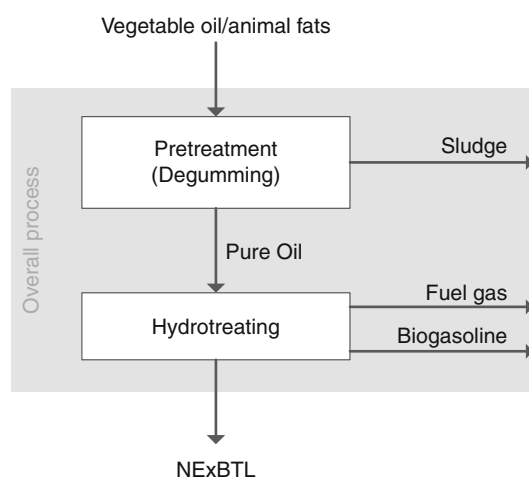 Vegetable oil/animal fats
Overall process
Pretreatment
(Degumming)
Sludge
Pure Oil
Hydrotreating
Fuel gas
Biogasoline
NExBTL